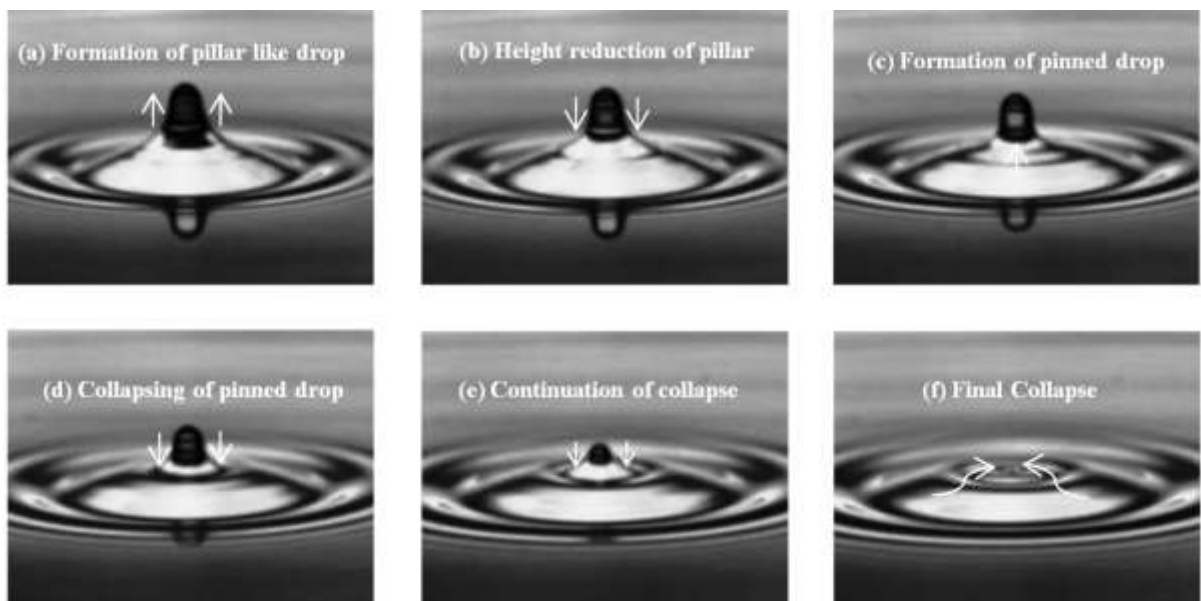 (a) Formation of pillar like drop
(b) Height reduction of pillar
(c) Formation of pinned drop
(d) Collapsing of pinned drop
(e) Continuation of collapse
(f) Final Collapse